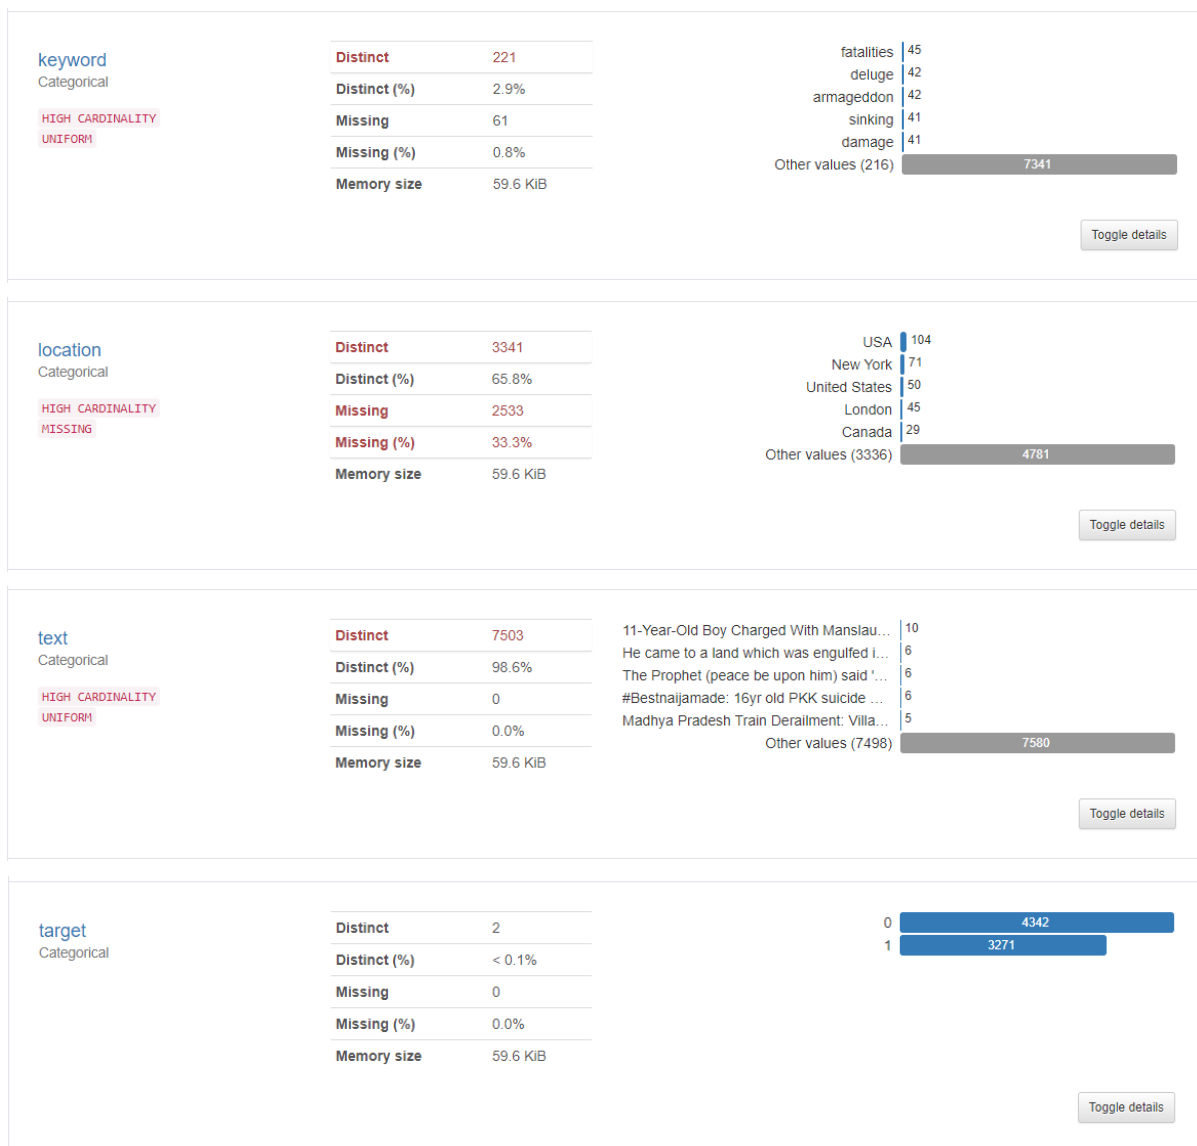 keyword
Categorical
HIGH CARDINALITY
UNIFORM
Distinct 221
Distinct (%) 2.9%
Missing 61
Missing (%) 0.8%
Memory size 59.6 KiB
fatalities 45
deluge 42
armageddon 42
sinking 41
damage 41
Other values (216) 7341
Toggle details
location
Categorical
HIGH CARDINALITY
MISSING
Distinct 3341
Distinct (%) 65.8%
Missing 2533
Missing (%) 33.3%
Memory size 59.6 KiB
USA 104
New York 71
United States 50
London 45
Canada 29
Other values (3336) 4781
Toggle details
text
Categorical
HIGH CARDINALITY
UNIFORM
Distinct 7503
Distinct (%) 98.6%
Missing 0
Missing (%) 0.0%
Memory size 59.6 KiB
11-Year-Old Boy Charged With Manslau... 10
He came to a land which was engulfed i... 6
The Prophet (peace be upon him) said '... 6
#Bestnaijamade: 16yr old PKK suicide ... 6
Madhya Pradesh Train Derailment: Villa... 5
Other values (7498) 7580
Toggle details
target
Categorical
Distinct 2
Distinct (%) < 0.1%
Missing 0
Missing (%) 0.0%
Memory size 59.6 KiB
0 4342
1 3271
Toggle details